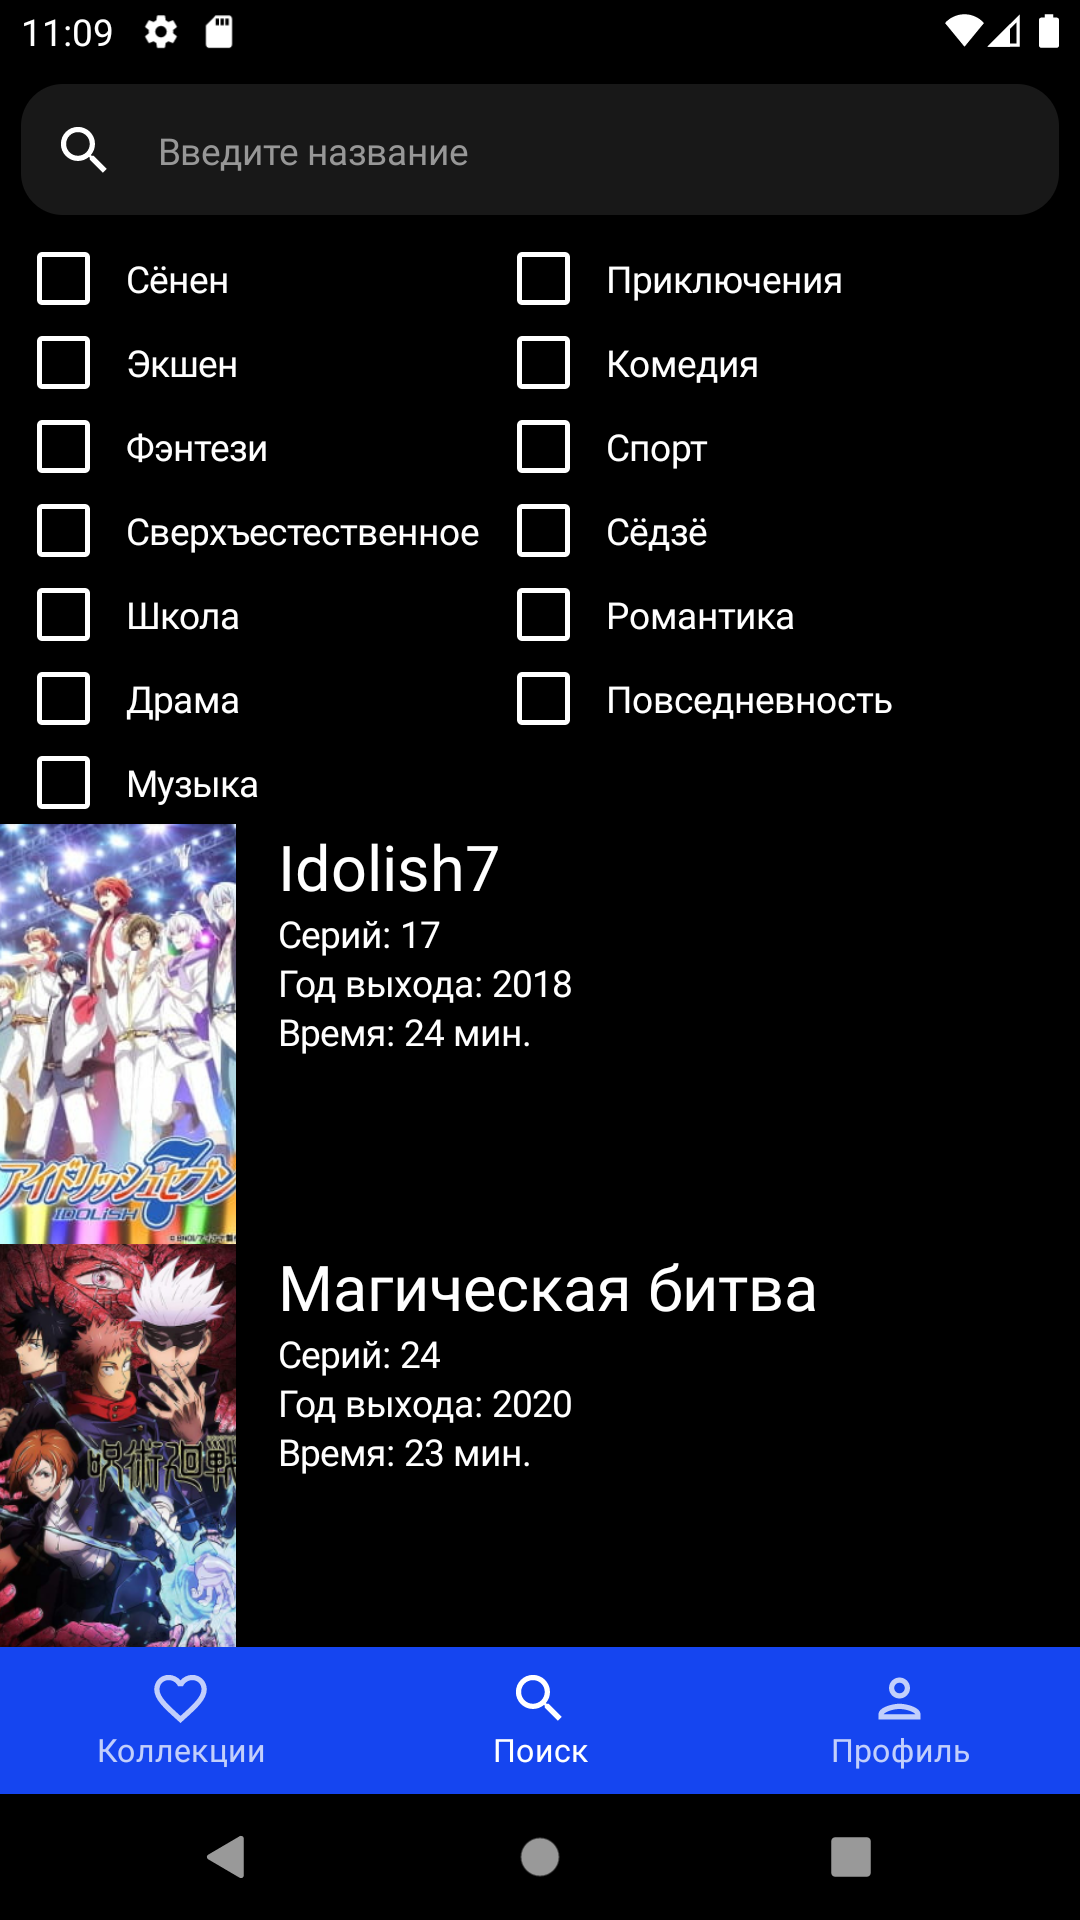 11:09
Введите название
Сёнен
Приключения
Экшен
Комедия
Фэнтези
Спорт
Сверхъестественное
Сёдзё
Школа
Романтика
Драма
Повседневность
Музыка
Idolish7
Серий: 17
Год выхода: 2018
Время: 24 мин.
アイドリッシュセブン
IDOLiSH
7
Магическая битва
Серий: 24
Год выхода: 2020
Время: 23 мин.
呪術廻戦
Коллекции
Поиск
Профиль